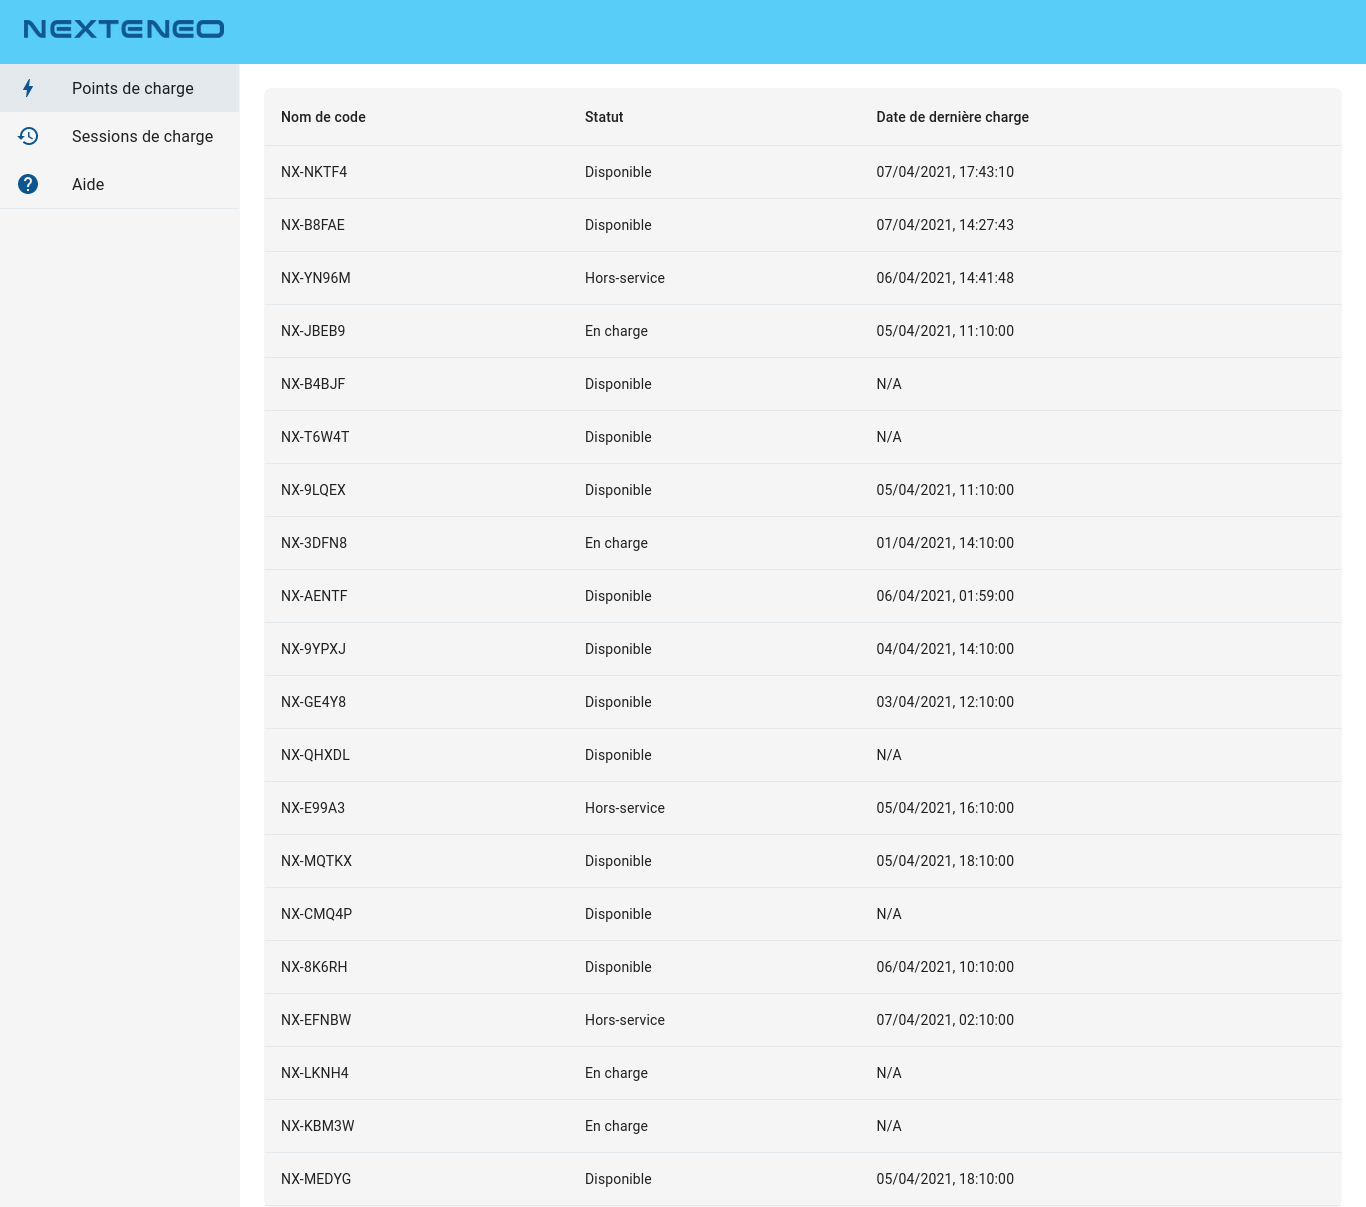 NEXTENEO
Points de charge
Sessions de charge
Aide
Nom de code Statut Date de dernière charge
NX-NKTF4 Disponible 07/04/2021, 17:43:10
NX-B8FAE Disponible 07/04/2021, 14:27:43
NX-YN96M Hors-service 06/04/2021, 14:41:48
NX-JBEB9 En charge 05/04/2021, 11:10:00
NX-B4BJF Disponible N/A
NX-T6W4T Disponible N/A
NX-9LQEX Disponible 05/04/2021, 11:10:00
NX-3DFN8 En charge 01/04/2021, 14:10:00
NX-AENTF Disponible 06/04/2021, 01:59:00
NX-9YPXJ Disponible 04/04/2021, 14:10:00
NX-GE4Y8 Disponible 03/04/2021, 12:10:00
NX-QHXDL Disponible N/A
NX-E99A3 Hors-service 05/04/2021, 16:10:00
NX-MQTKX Disponible 05/04/2021, 18:10:00
NX-CMQ4P Disponible N/A
NX-8K6RH Disponible 06/04/2021, 10:10:00
NX-EFNBW Hors-service 07/04/2021, 02:10:00
NX-LKNH4 En charge N/A
NX-KBM3W En charge N/A
NX-MEDYG Disponible 05/04/2021, 18:10:00